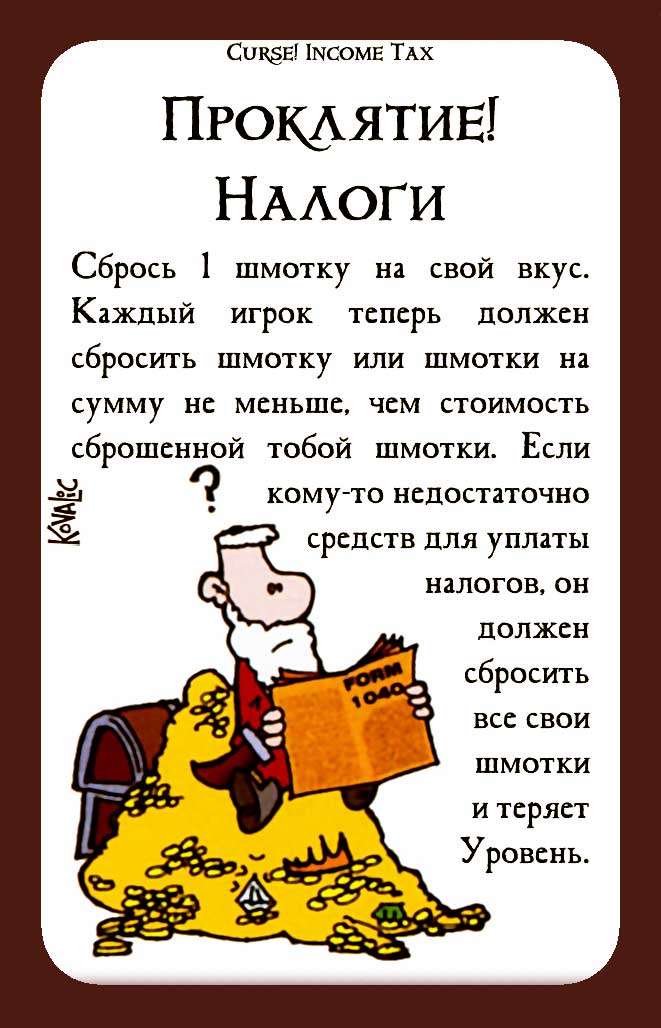 Curse! Income Tax
Проклятие!
Налоги
Сбрось 1 шмотку на свой вкус.
Каждый игрок теперь должен
сбросить шмотку или шмотки на
сумму не меньше, чем стоимость
сброшенной тобой шмотки. Если
кому-то недостаточно
средств для уплаты
налогов, он
должен
сбросить
все свои
шмотки
и теряет
Уровень.
Kovalic
?
FORM
1040